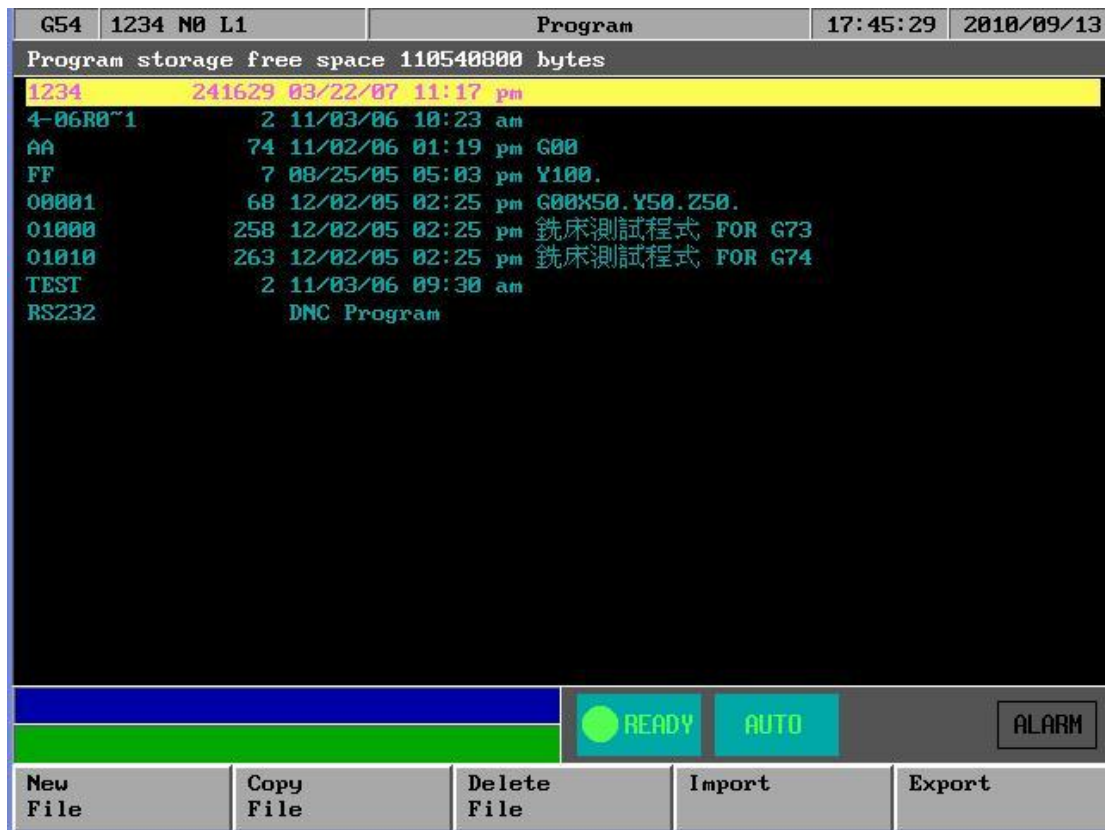 G54 1234 N0 L1 Program 17:45:29 2010/09/13
Program storage free space 110540800 bytes
1234 241629 03/22/07 11:17 pm
4-06R0~1 2 11/03/06 10:23 am
AA 74 11/02/06 01:19 pm G00
FF 7 08/25/05 05:03 pm Y100.
O0001 68 12/02/05 02:25 pm G00X50.Y50.Z50.
O1000 258 12/02/05 02:25 pm 銑床測試程式 FOR G73
O1010 263 12/02/05 02:25 pm 銑床測試程式 FOR G74
TEST 2 11/03/06 09:30 am
RS232 DNC Program
READY AUTO ALARM
New File
Copy File
Delete File
Import
Export